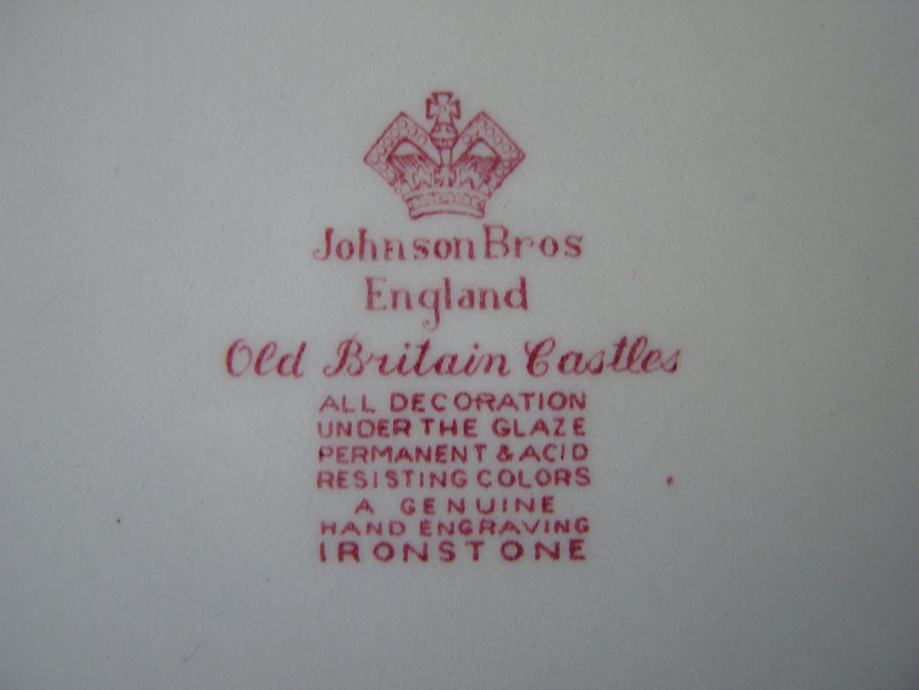 Johnson Bros
England
Old Britain Castles
ALL DECORATION
UNDER THE GLAZE
PERMANENT & ACID
RESISTING COLORS
A GENUINE
HAND ENGRAVING
IRONSTONE